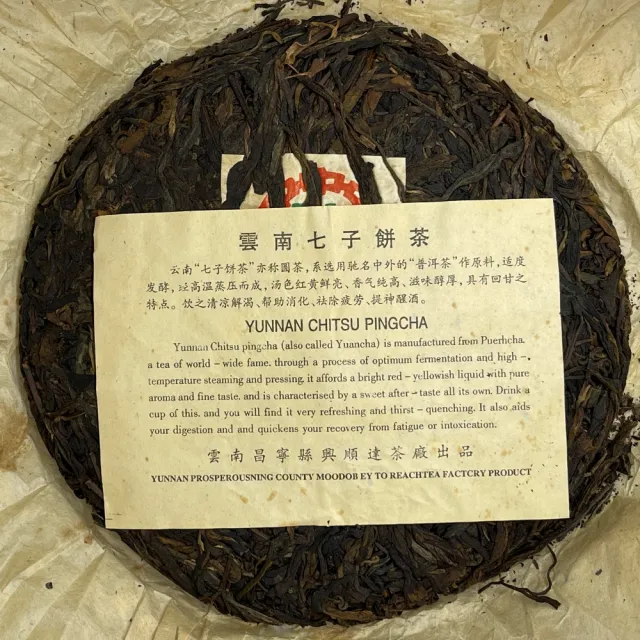 雲南七子餅茶
云南“七子饼茶”亦称圆茶，系选用驰名中外的“普洱茶”作原料，适度
发酵，经高温蒸压而成，汤色红黄鲜亮、香气纯高、滋味醇厚，具有回甘之
特点。饮之清凉解渴、帮助消化、祛除疲劳、提神醒酒。
YUNNAN CHITSU PINGCHA
Yunnan Chitsu pingcha (also called Yuancha) is manufactured from Puerhcha.
a tea of world – wide fame. through a process of optimum fermentation and high –
temperature steaming and pressing. it affords a bright red – yellowish liquid with pure
aroma and fine taste. and is characterised by a sweet after – taste all its own. Drink a
cup of this. and you will find it very refreshing and thirst – quenching. It also aids
your digestion and and quickens your recovery from fatigue or intoxication.
雲南昌寧縣興順達茶廠出品
YUNNAN PROSPEROUSNING COUNTY MOODOB EY TO REACHTEA FACTCRY PRODUCT